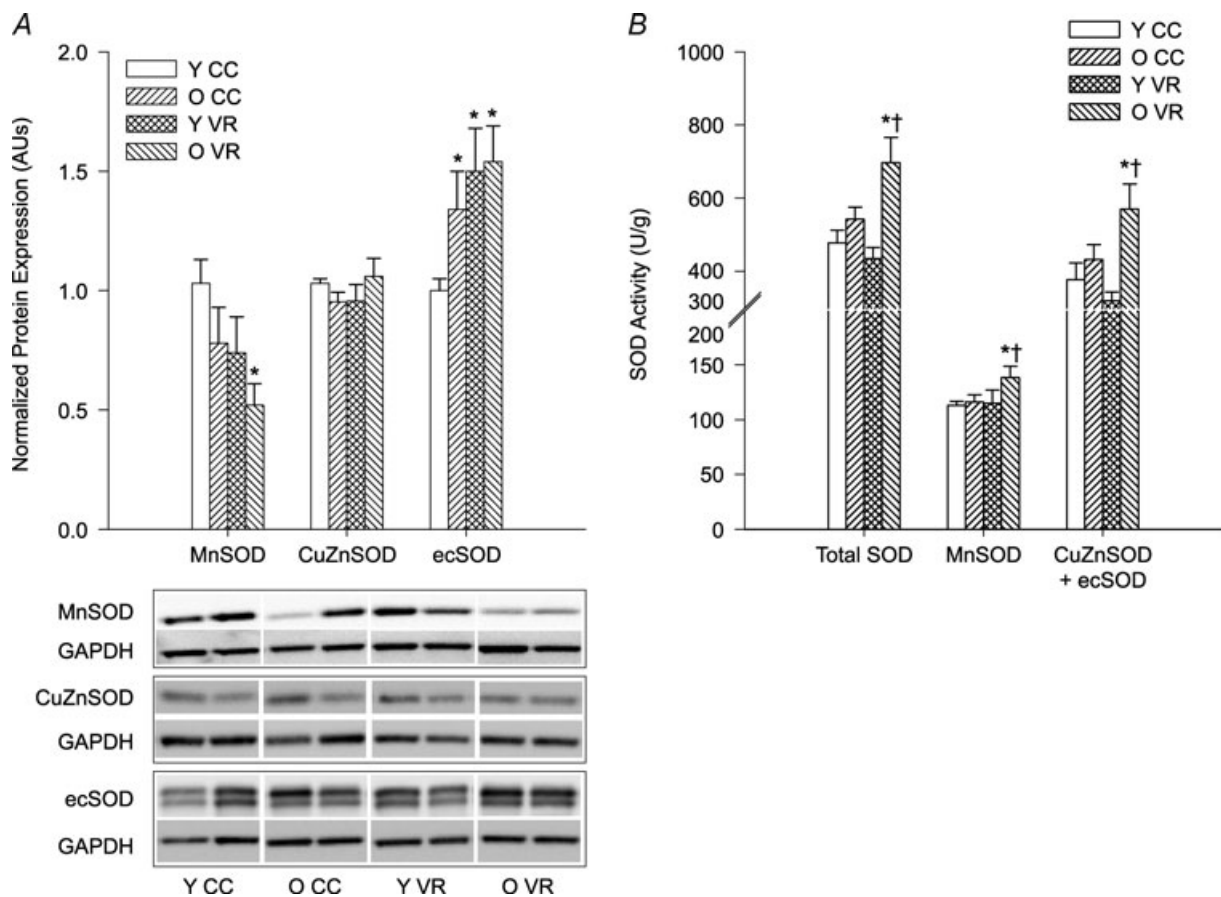 A
Normalized Protein Expression (AUs)
2.0
1.5
1.0
0.5
0.0
Y CC
O CC
Y VR
O VR
*
* * *
MnSOD CuZnSOD ecSOD
MnSOD
GAPDH
CuZnSOD
GAPDH
ecSOD
GAPDH
Y CC O CC Y VR O VR
B
SOD Activity (U/g)
1000
800
600
400
300
200
150
100
50
0
Y CC
O CC
Y VR
O VR
*†
*†
*†
Total SOD MnSOD CuZnSOD
+ ecSOD